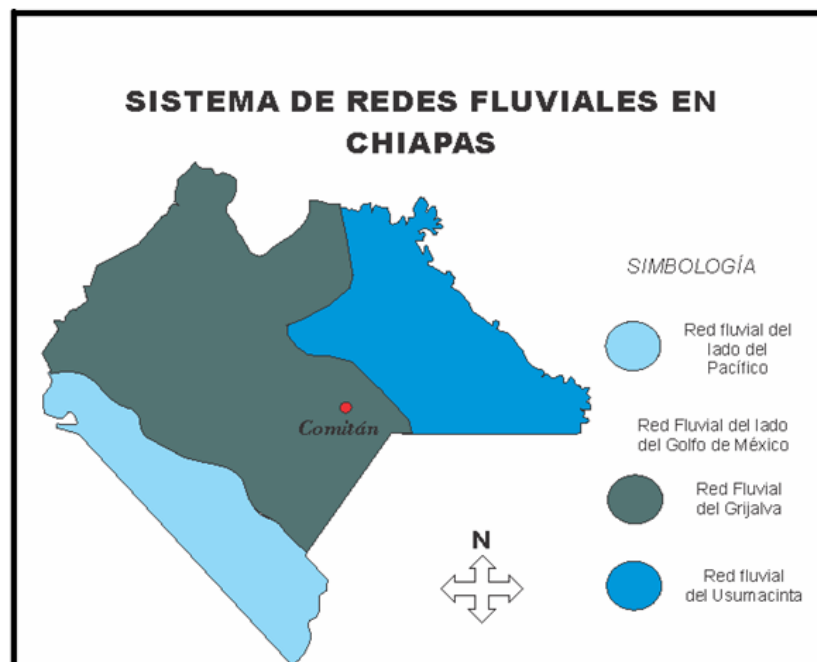 SISTEMA DE REDES FLUVIALES EN
CHIAPAS
SIMBOLOGÍA
Red fluvial del
lado del
Pacífico
Comitán
Red Fluvial del lado
del Golfo de México
Red Fluvial
del Grijalva
N
Red fluvial
del Usumacinta